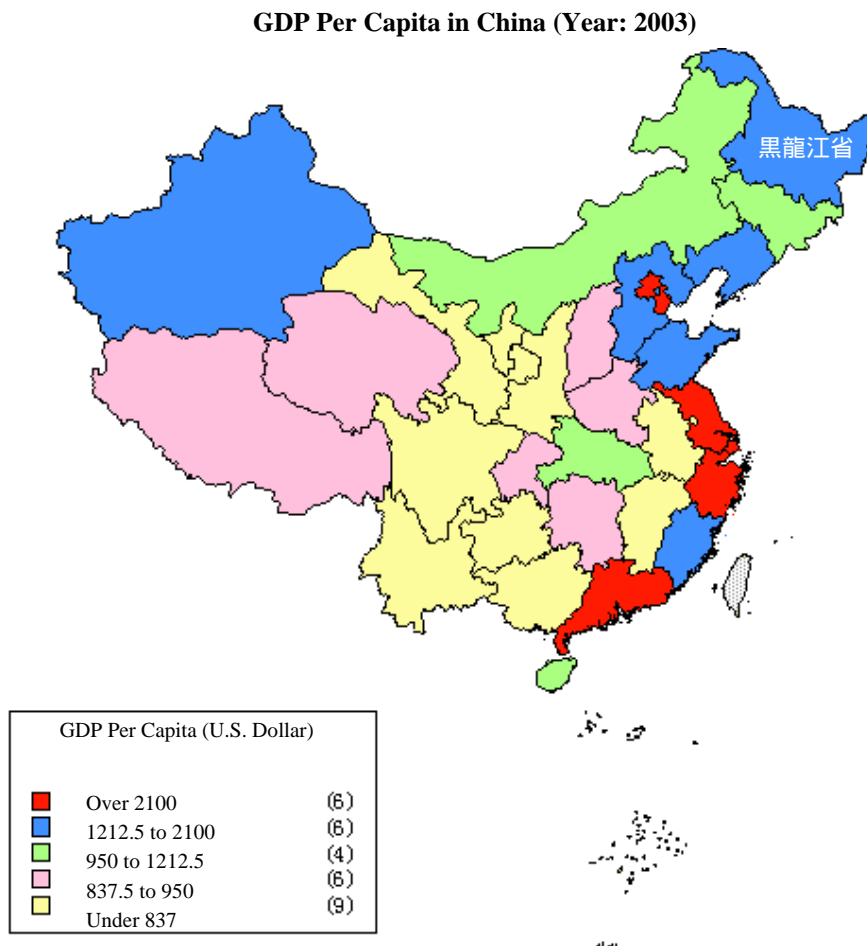 GDP Per Capita in China (Year: 2003)
黒龍江省
GDP Per Capita (U.S. Dollar)
Over 2100 (6)
1212.5 to 2100 (6)
950 to 1212.5 (4)
837.5 to 950 (6)
Under 837 (9)